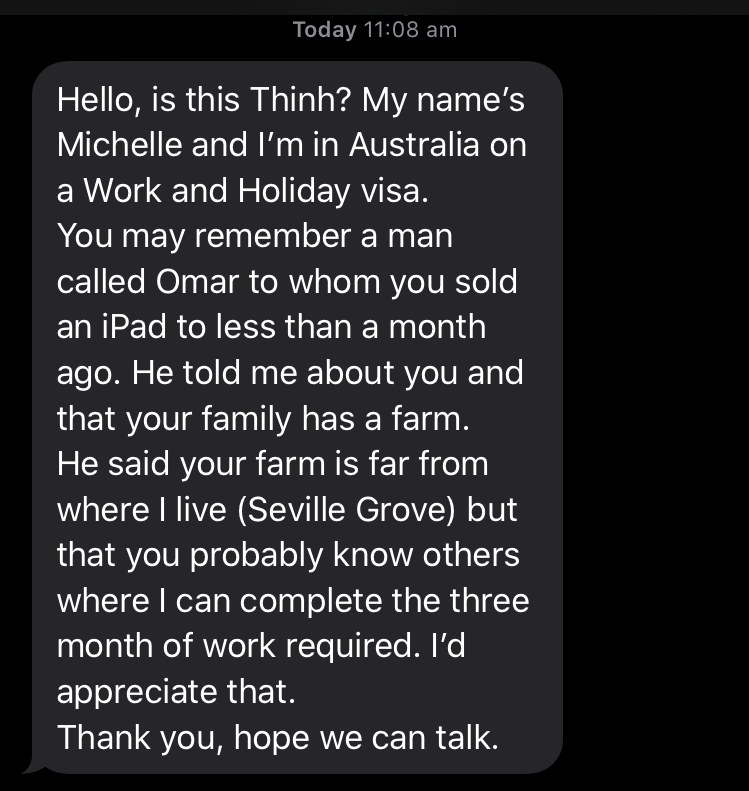 Today 11:08 am
Hello, is this Thinh? My name’s
Michelle and I’m in Australia on
a Work and Holiday visa.
You may remember a man
called Omar to whom you sold
an iPad to less than a month
ago. He told me about you and
that your family has a farm.
He said your farm is far from
where I live (Seville Grove) but
that you probably know others
where I can complete the three
month of work required. I’d
appreciate that.
Thank you, hope we can talk.